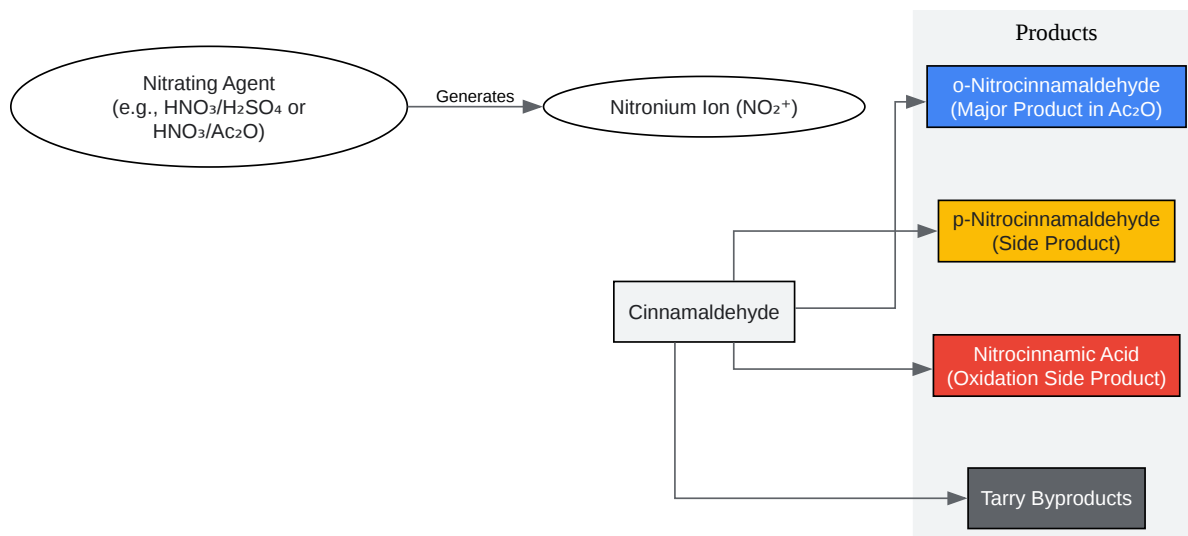 Products
Nitrating Agent
(e.g., HNO₃/H₂SO₄ or
HNO₃/Ac₂O)
Generates
Nitronium Ion (NO₂⁺)
o-Nitrocinnamaldehyde
(Major Product in Ac₂O)
p-Nitrocinnamaldehyde
(Side Product)
Cinnamaldehyde
Nitrocinnamic Acid
(Oxidation Side Product)
Tarry Byproducts